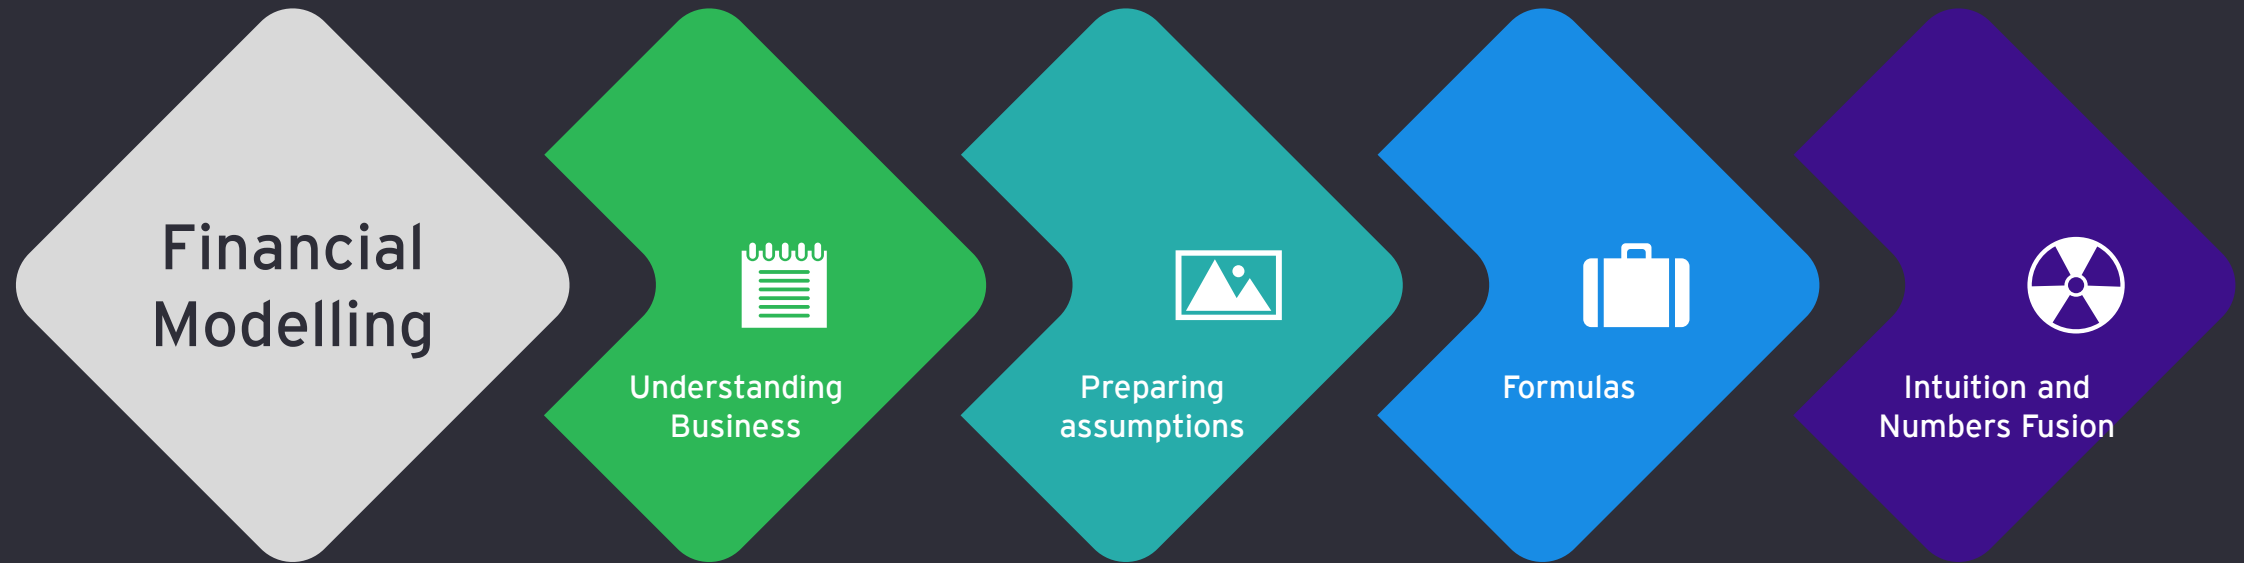 Financial
Modelling
Understanding
Business
Preparing
assumptions
Formulas
Intuition and
Numbers Fusion